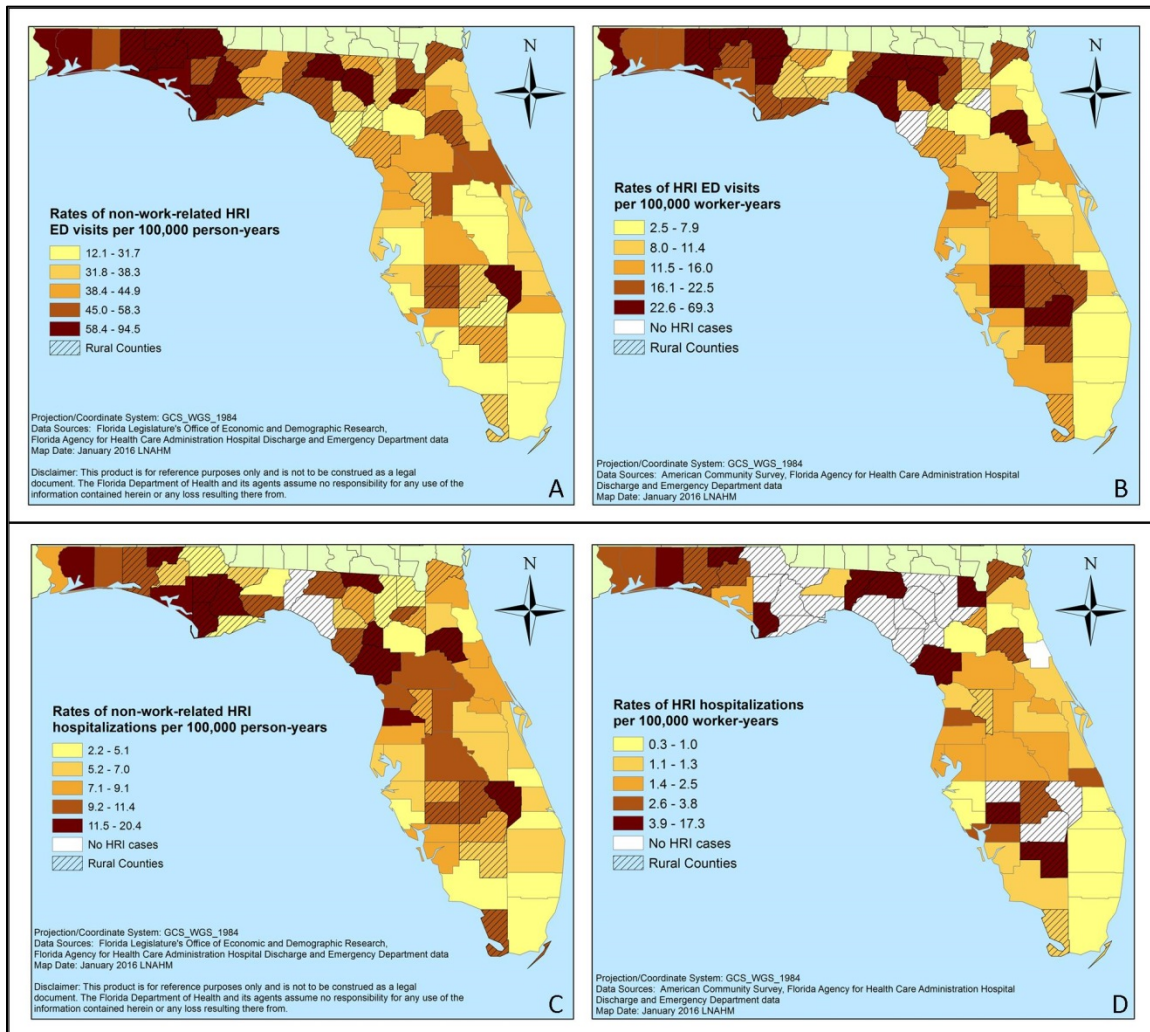 N
Rates of non-work-related HRI
ED visits per 100,000 person-years
12.1 - 31.7
31.8 - 38.3
38.4 - 44.9
45.0 - 58.3
58.4 - 94.5
Rural Counties
Projection/Coordinate System: GCS_WGS_1984
Data Sources: Florida Legislature's Office of Economic and Demographic Research,
Florida Agency for Health Care Administration Hospital Discharge and Emergency Department data
Map Date: January 2016 LNAHM
Disclaimer: This product is for reference purposes only and is not to be construed as a legal
document. The Florida Department of Health and its agents assume no responsibility for any use of the
information contained herein or any loss resulting there from.
A
N
Rates of HRI ED visits
per 100,000 worker-years
2.5 - 7.9
8.0 - 11.4
11.5 - 16.0
16.1 - 22.5
22.6 - 69.3
No HRI cases
Rural Counties
Projection/Coordinate System: GCS_WGS_1984
Data Sources: American Community Survey, Florida Agency for Health Care Administration Hospital
Discharge and Emergency Department data
Map Date: January 2016 LNAHM
B
N
Rates of non-work-related HRI
hospitalizations per 100,000 person-years
2.2 - 5.1
5.2 - 7.0
7.1 - 9.1
9.2 - 11.4
11.5 - 20.4
No HRI cases
Rural Counties
Projection/Coordinate System: GCS_WGS_1984
Data Sources: Florida Legislature's Office of Economic and Demographic Research,
Florida Agency for Health Care Administration Hospital Discharge and Emergency Department data
Map Date: January 2016 LNAHM
Disclaimer: This product is for reference purposes only and is not to be construed as a legal
document. The Florida Department of Health and its agents assume no responsibility for any use of the
information contained herein or any loss resulting there from.
C
N
Rates of HRI hospitalizations
per 100,000 worker-years
0.3 - 1.0
1.1 - 1.3
1.4 - 2.5
2.6 - 3.8
3.9 - 17.3
No HRI cases
Rural Counties
Projection/Coordinate System: GCS_WGS_1984
Data Sources: American Community Survey, Florida Agency for Health Care Administration Hospital
Discharge and Emergency Department data
Map Date: January 2016 LNAHM
D